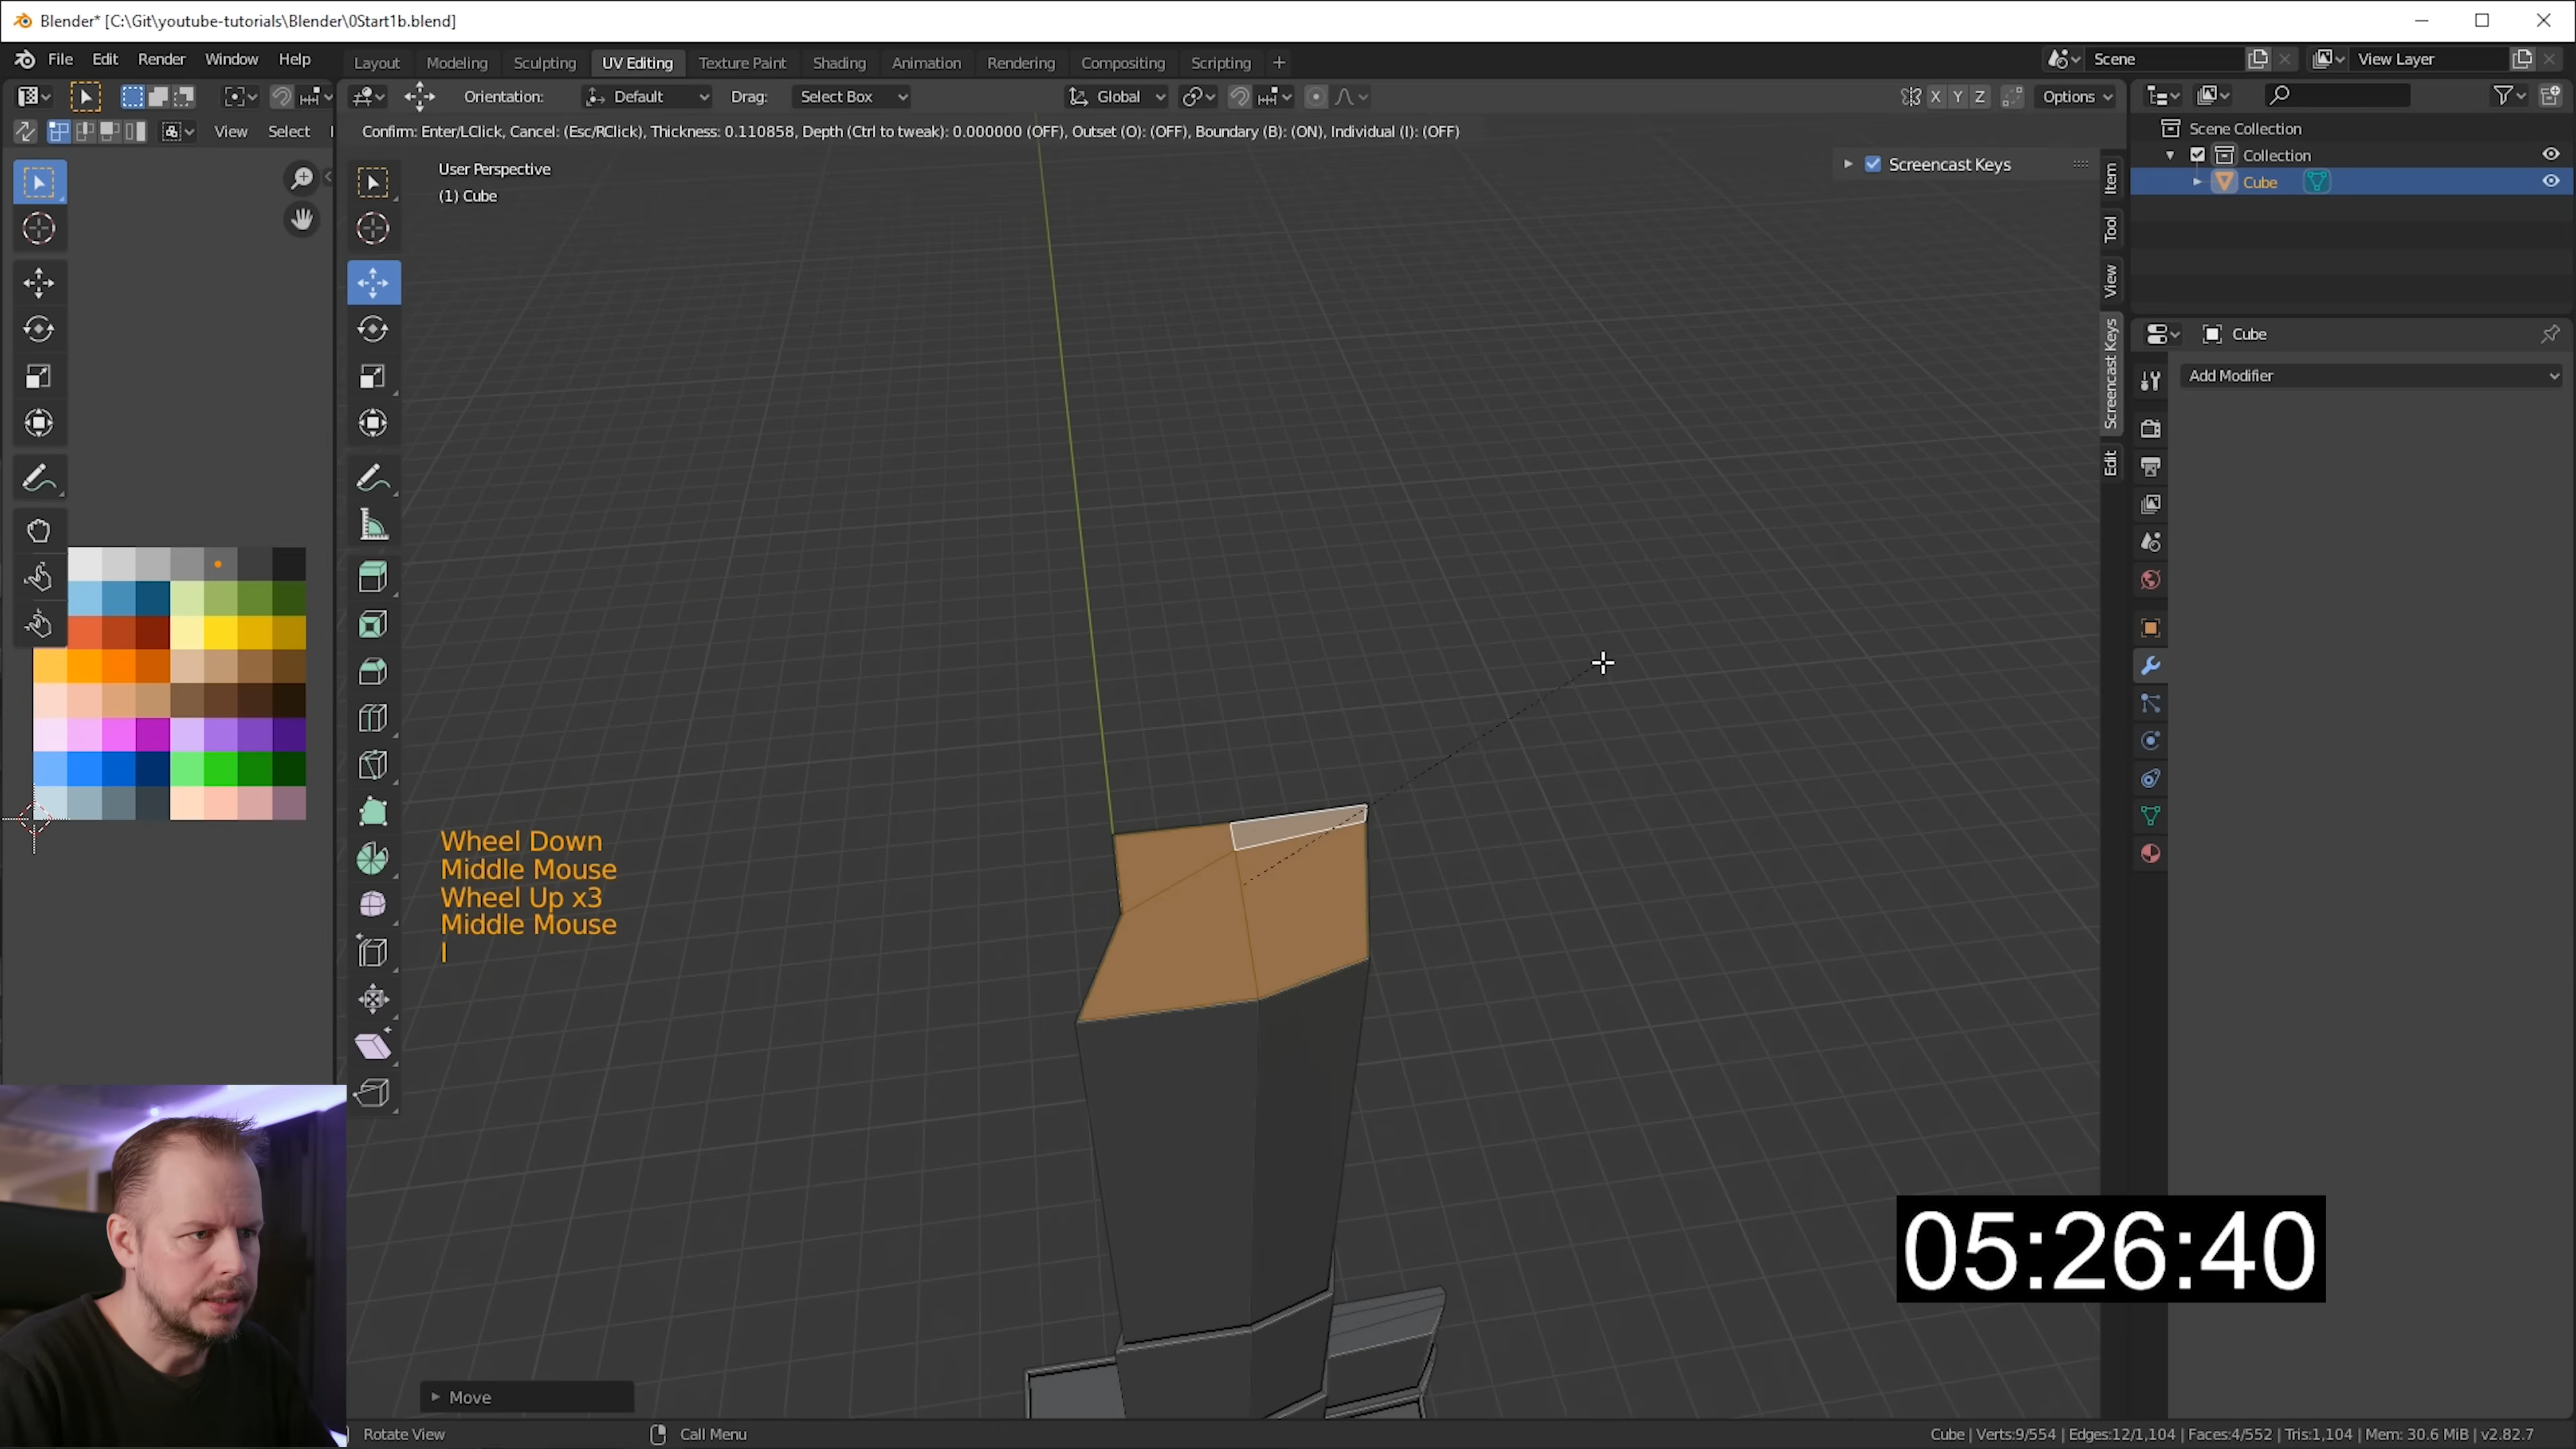 Blender* [C:\Git\youtube-tutorials\Blender\0Start1b.blend]
File Edit Render Window Help
Layout Modeling Sculpting UV Editing Texture Paint Shading Animation Rendering Compositing Scripting +
Scene
View Layer
Orientation: Default Drag: Select Box
Global
X Y Z
Options
View Select
Confirm: Enter/LClick, Cancel: (Esc/RClick), Thickness: 0.110858, Depth (Ctrl to tweak): 0.000000 (OFF), Outset (O): (OFF), Boundary (B): (ON), Individual (I): (OFF)
User Perspective
(1) Cube
Screencast Keys
Item
Tool
View
Screencast Keys
Edit
Scene Collection
Collection
Cube
Cube
Add Modifier
Wheel Down
Middle Mouse
Wheel Up x3
Middle Mouse
I
05:26:40
Move
Rotate View
Call Menu
Cube | Verts:9/554 | Edges:12/1,104 | Faces:4/552 | Tris:1,104 | Mem: 30.6 MiB | v2.82.7